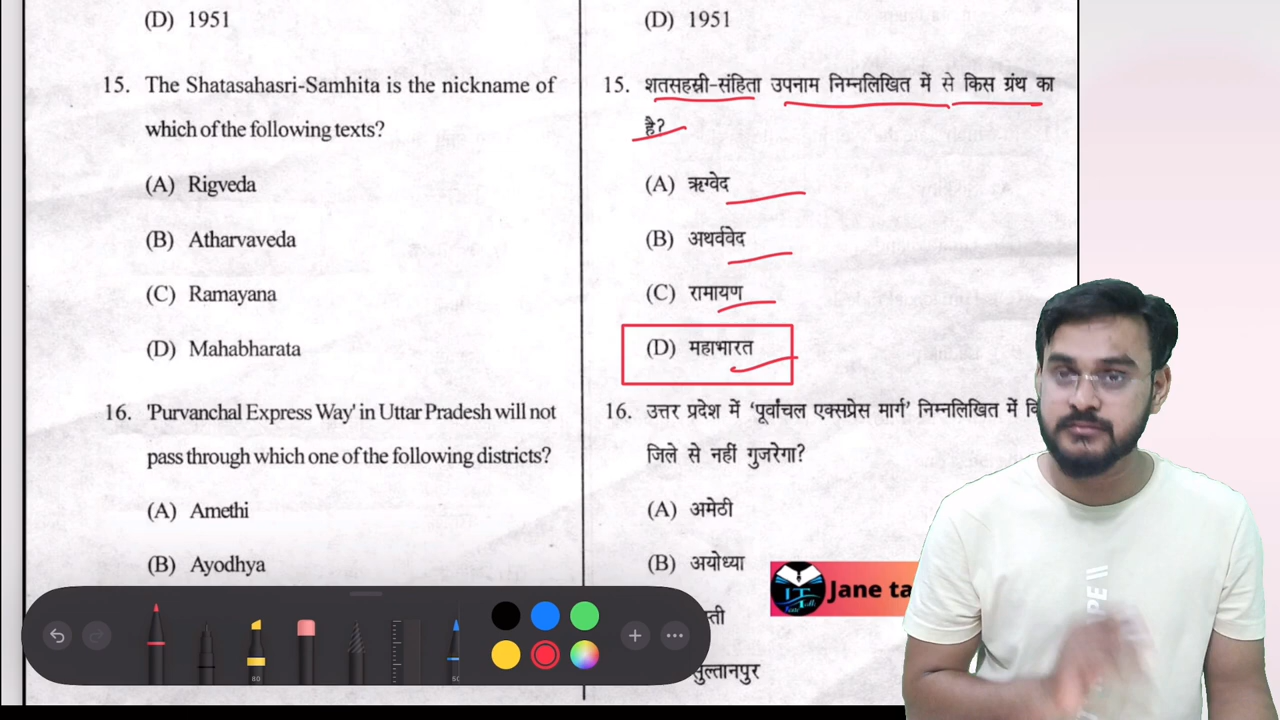 (D) 1951
15. The Shatasahasri-Samhita is the nickname of
which of the following texts?
(A) Rigveda
(B) Atharvaveda
(C) Ramayana
(D) Mahabharata
16. 'Purvanchal Express Way' in Uttar Pradesh will not
pass through which one of the following districts?
(A) Amethi
(B) Ayodhya
(D) 1951
15. शतसहस्री-संहिता उपनाम निम्नलिखित में से किस ग्रंथ का
है?
(A) ऋग्वेद
(B) अथर्ववेद
(C) रामायण
(D) महाभारत
16. उत्तर प्रदेश में 'पूर्वांचल एक्सप्रेस मार्ग' निम्नलिखित में
जिले से नहीं गुजरेगा?
(A) अमेठी
(B) अयोध्या
सुल्तानपुर
Jane
80